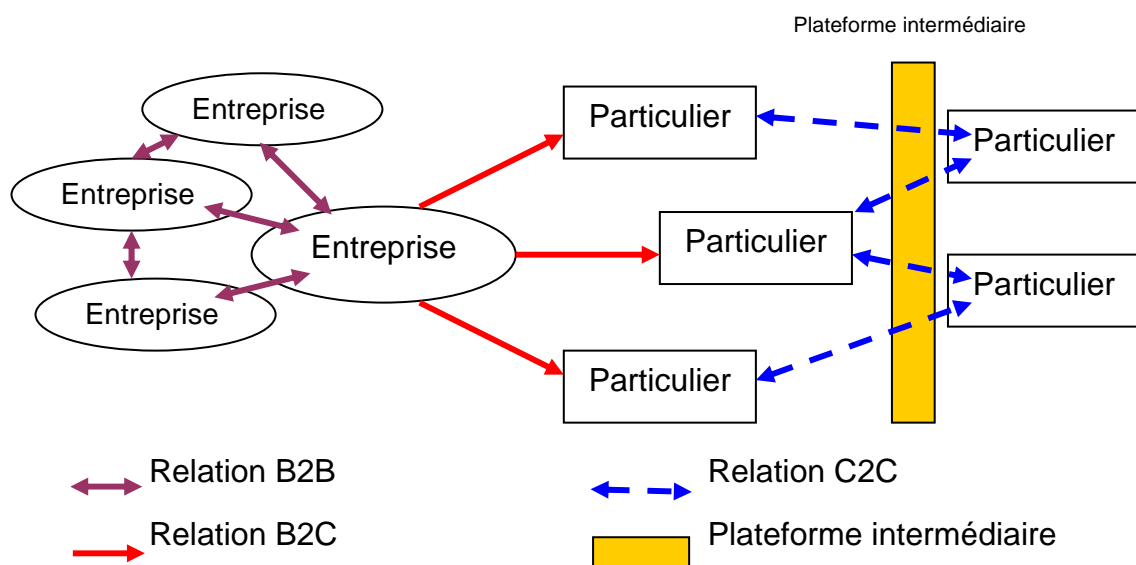 Plateforme intermédiaire
Entreprise
Particulier
Particulier
Entreprise
Entreprise
Particulier
Particulier
Entreprise
Particulier
Relation B2B
Relation C2C
Relation B2C
Plateforme intermédiaire